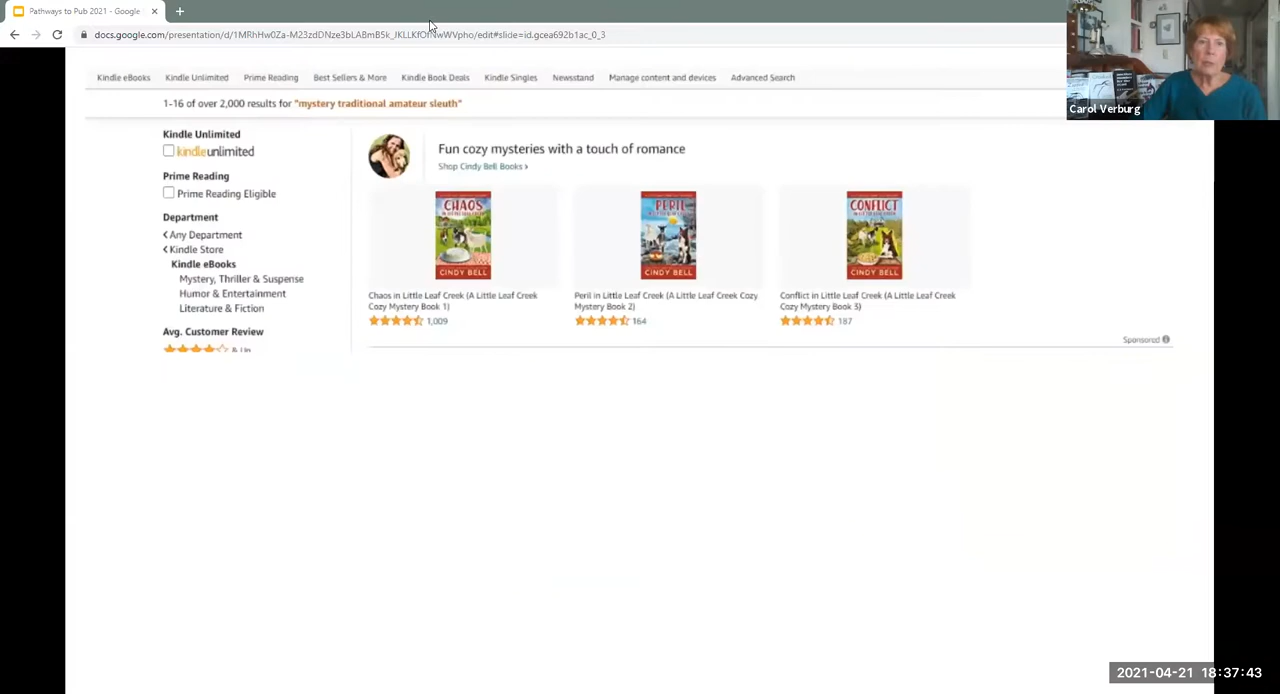 Pathways to Pub 2021 - Google
docs.google.com/presentation/d/1MRhHw0Za-M23zdDNze3bLABmB5k_JKLLKfOfNwWVpho/edit#slide=id.gcea692b1ac_0_3
Kindle eBooks Kindle Unlimited Prime Reading Best Sellers & More Kindle Book Deals Kindle Singles Newsstand Manage content and devices Advanced Search
1-16 of over 2,000 results for "mystery traditional amateur sleuth"
Kindle Unlimited
kindleunlimited
Prime Reading
Prime Reading Eligible
Department
Any Department
Kindle Store
Kindle eBooks
Mystery, Thriller & Suspense
Humor & Entertainment
Literature & Fiction
Avg. Customer Review
& Up
Fun cozy mysteries with a touch of romance
Shop Cindy Bell Books ›
CHAOS
CINDY BELL
PERIL
CINDY BELL
CONFLICT
CINDY BELL
Chaos in Little Leaf Creek (A Little Leaf Creek
Cozy Mystery Book 1)
1,009
Peril in Little Leaf Creek (A Little Leaf Creek Cozy
Mystery Book 2)
164
Conflict in Little Leaf Creek (A Little Leaf Creek
Cozy Mystery Book 3)
187
Sponsored
Carol Verburg
2021-04-21 18:37:43